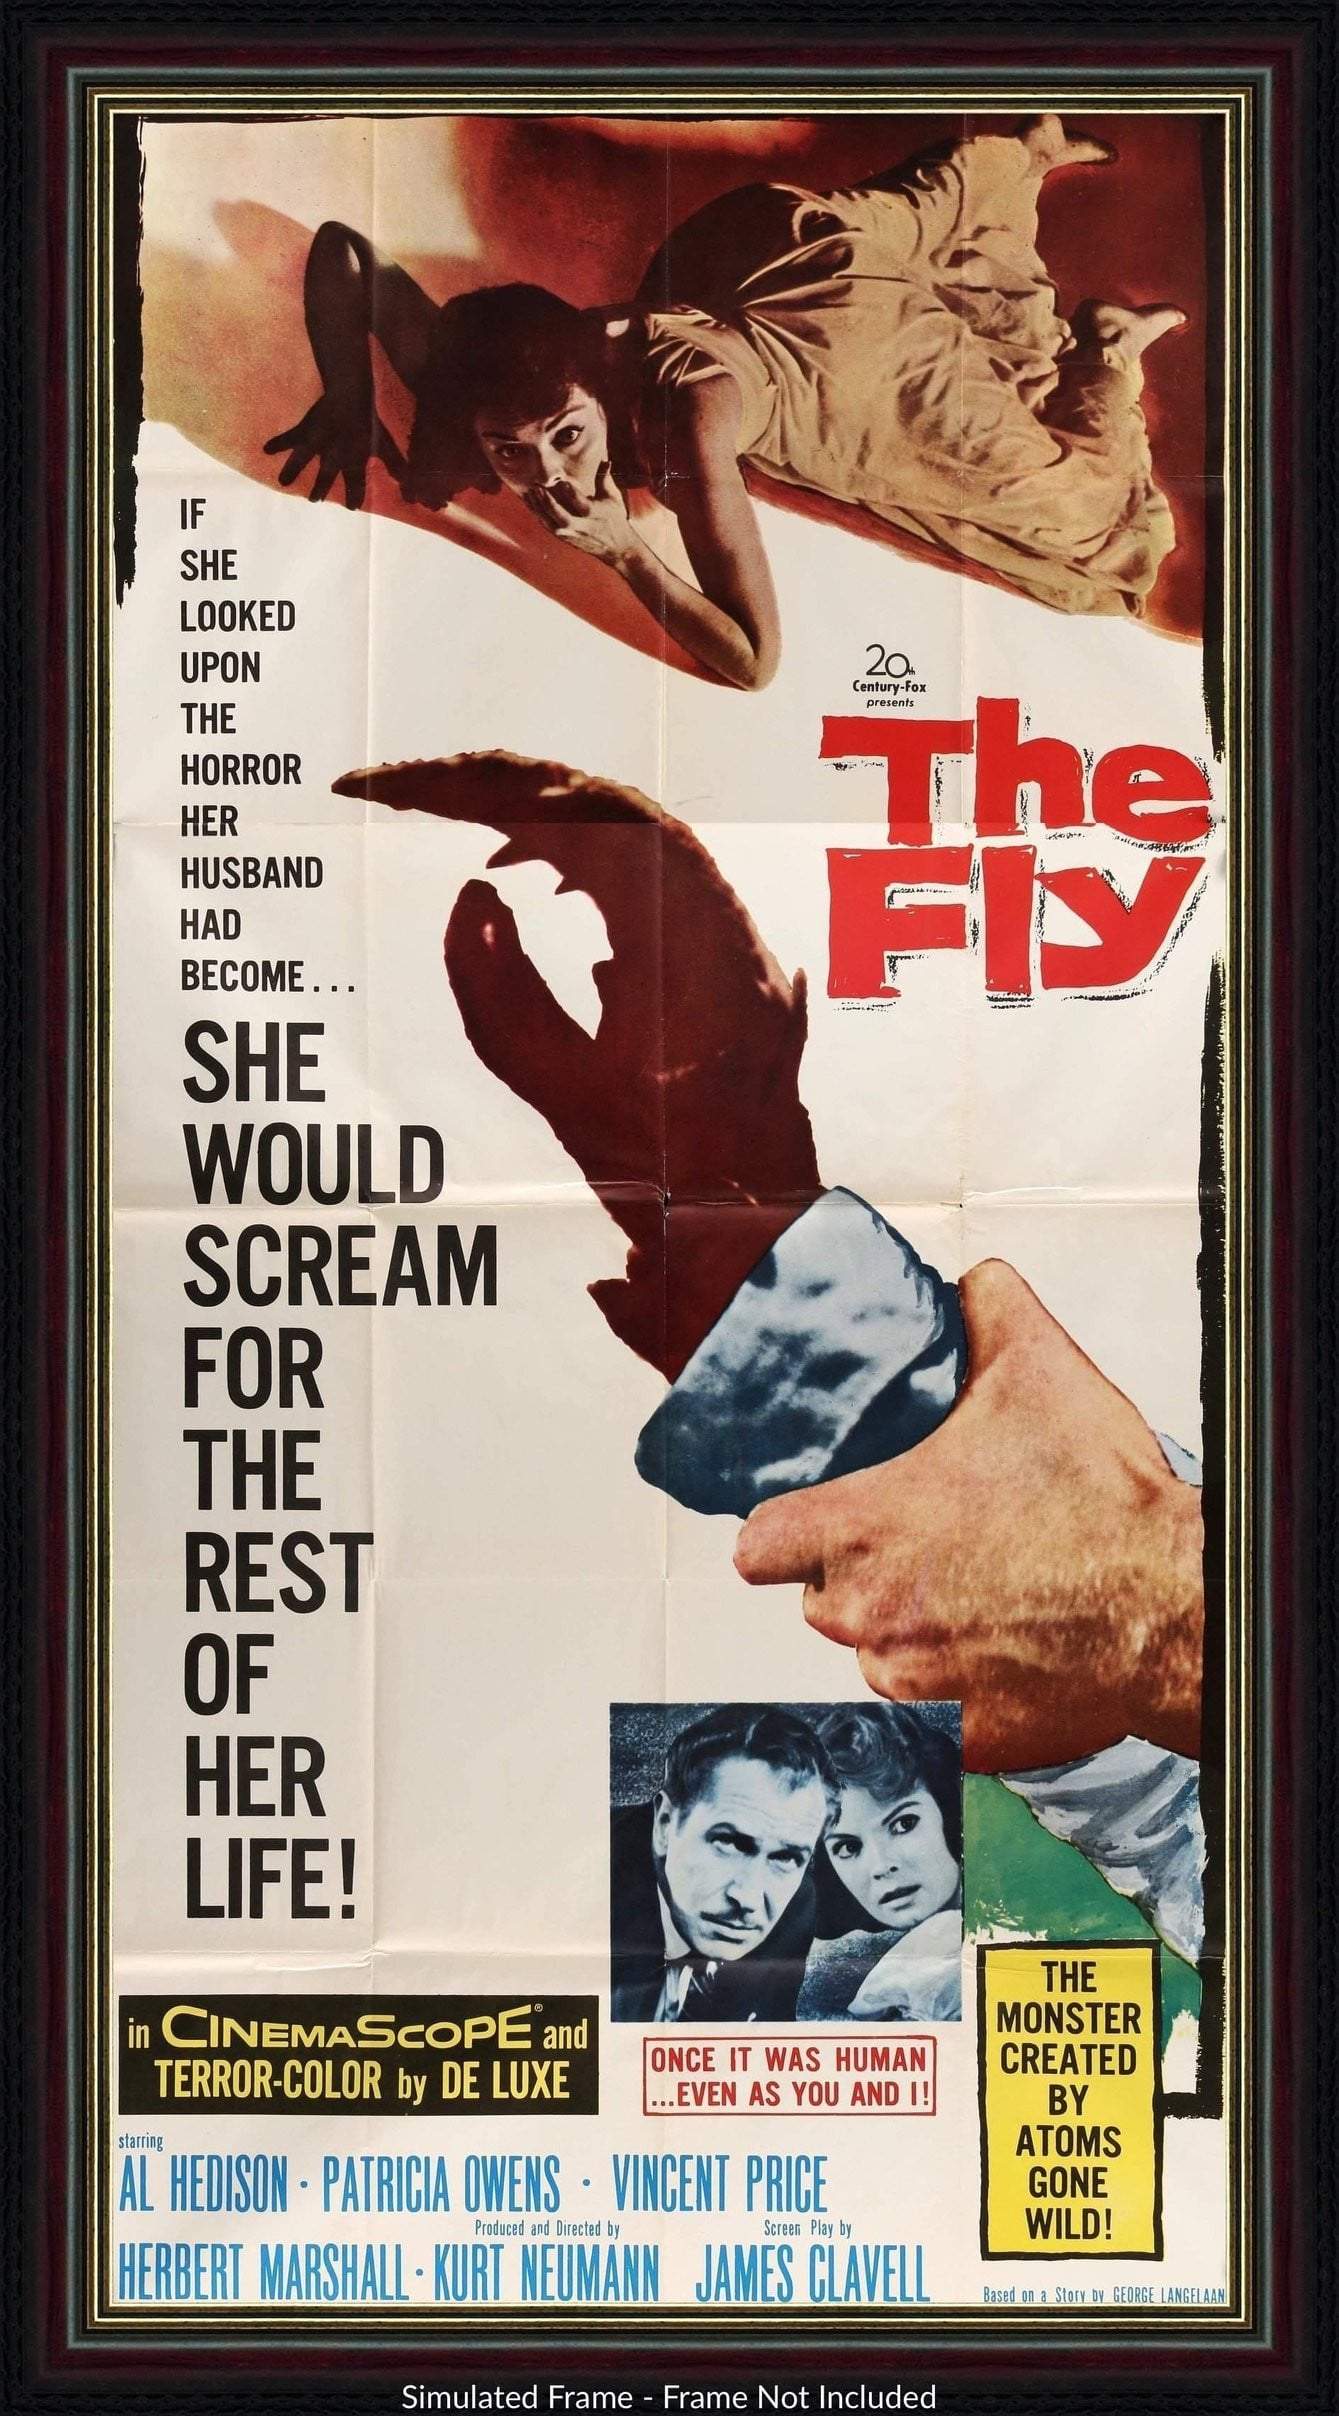 IF
SHE
LOOKED
UPON
THE
HORROR
HER
HUSBAND
HAD
BECOME...
SHE
WOULD
SCREAM
FOR
THE
REST
OF
HER
LIFE!
20th
Century-Fox
presents
The
Fly
in CINEMASCOPE® and
TERROR-COLOR by DE LUXE
ONCE IT WAS HUMAN
...EVEN AS YOU AND I!
THE
MONSTER
CREATED
BY
ATOMS
GONE
WILD!
starring
AL HEDISON · PATRICIA OWENS · VINCENT PRICE
Produced and Directed by
Screen Play by
HERBERT MARSHALL · KURT NEUMANN JAMES CLAVELL
Based on a Story by GEORGE LANGELAAN
Simulated Frame - Frame Not Included